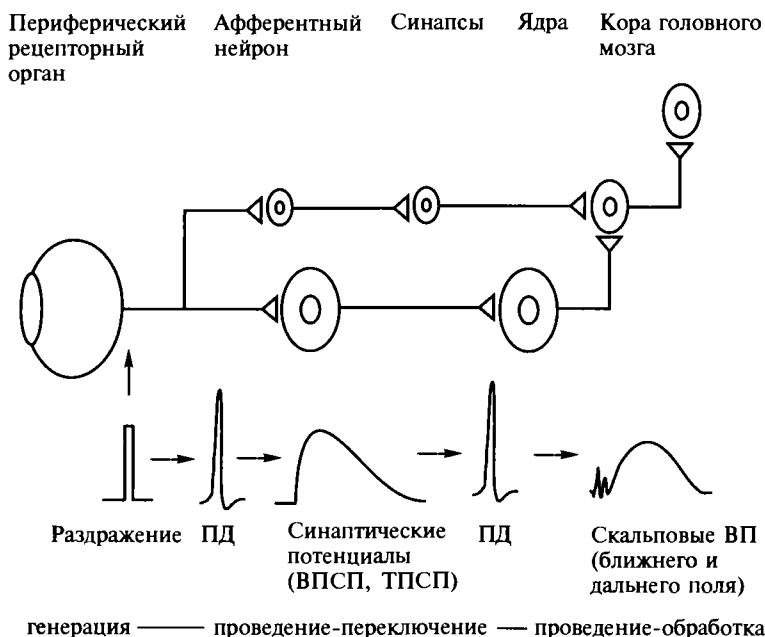 Периферический рецепторный орган
Афферентный нейрон
Синапсы
Ядра
Кора головного мозга
Раздражение
ПД
Синаптические потенциалы (ВПСП, ТПСП)
ПД
Скальповые ВП (ближнего и дальнего поля)
генерация —— проведение-переключение — проведение-обработка